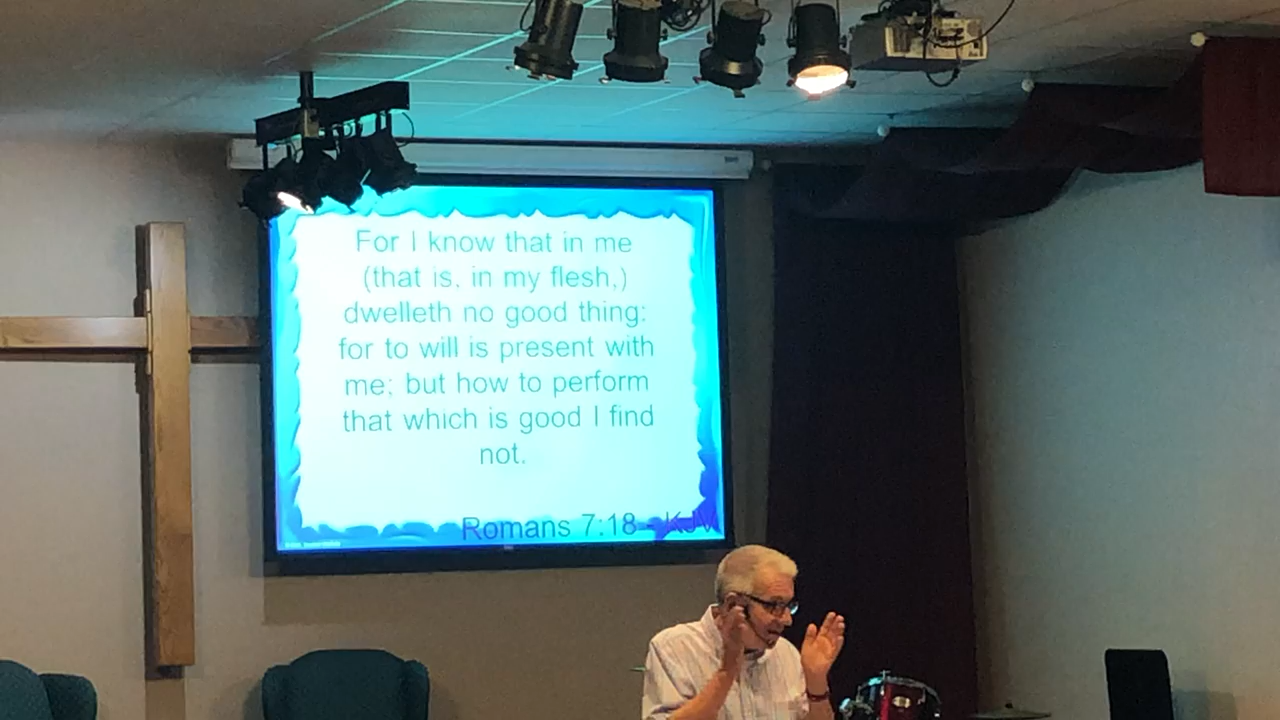 For I know that in me
(that is, in my flesh,)
dwelleth no good thing:
for to will is present with
me; but how to perform
that which is good I find
not.
Romans 7:18 - KJV